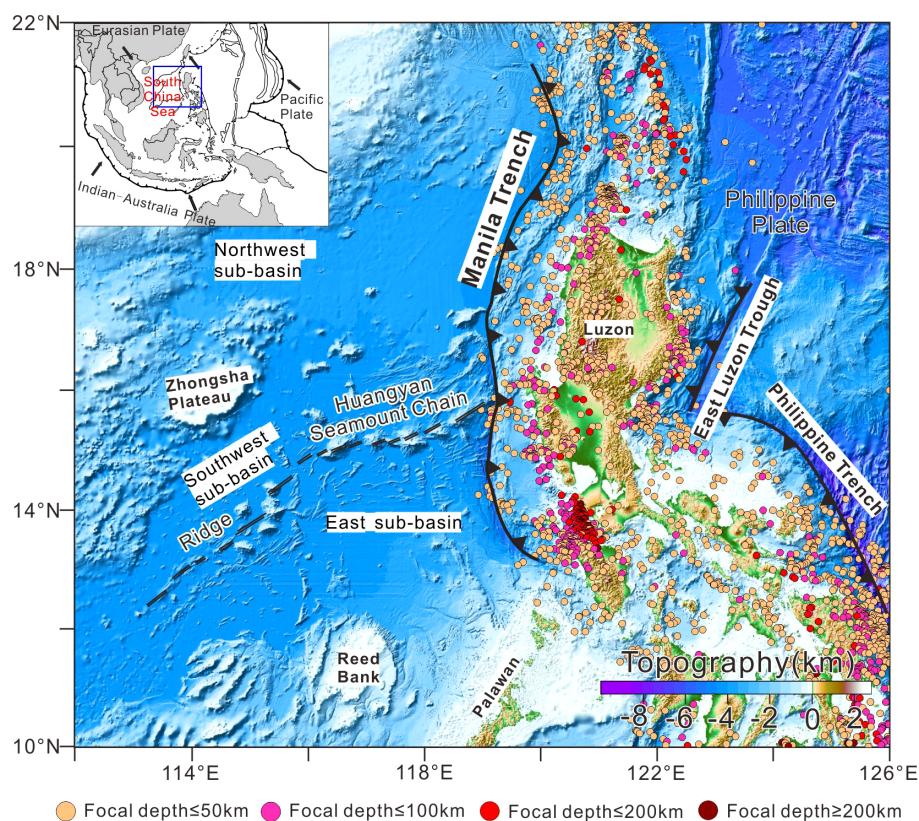 22°N
Eurasian Plate
South
China
Sea
Pacific
Plate
Indian-Australia Plate
Manila Trench
Philippine
Plate
Northwest
sub-basin
18°N
Luzon
East Luzon Trough
Zhongsha
Plateau
Huangyan
Seamount Chain
Philippine Trench
Southwest
sub-basin
14°N
Ridge
East sub-basin
Reed
Bank
Palawan
Topography(km)
-8 -6 -4 -2 0 2
10°N
114°E 118°E 122°E 126°E
Focal depth≤50km Focal depth≤100km Focal depth≤200km Focal depth≥200km